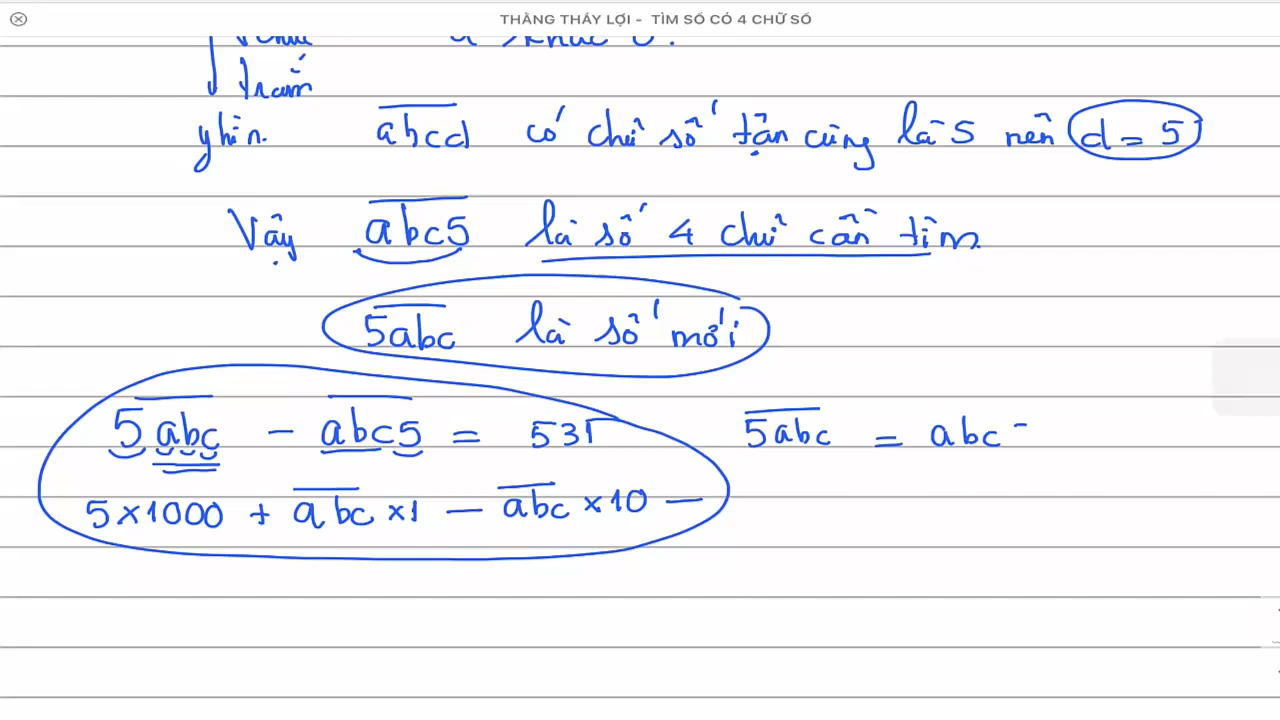 THẰNG THẦY LỢI - TÌM SỐ CÓ 4 CHỮ SỐ
trăm
abcd có chữ số tận cùng là 5 nên d = 5
Vậy abc5 là số 4 chữ cần tìm
5abc là số mới
5abc - abc5 = 531 5abc = abc -
5×1000 + abc ×1 - abc ×10 -